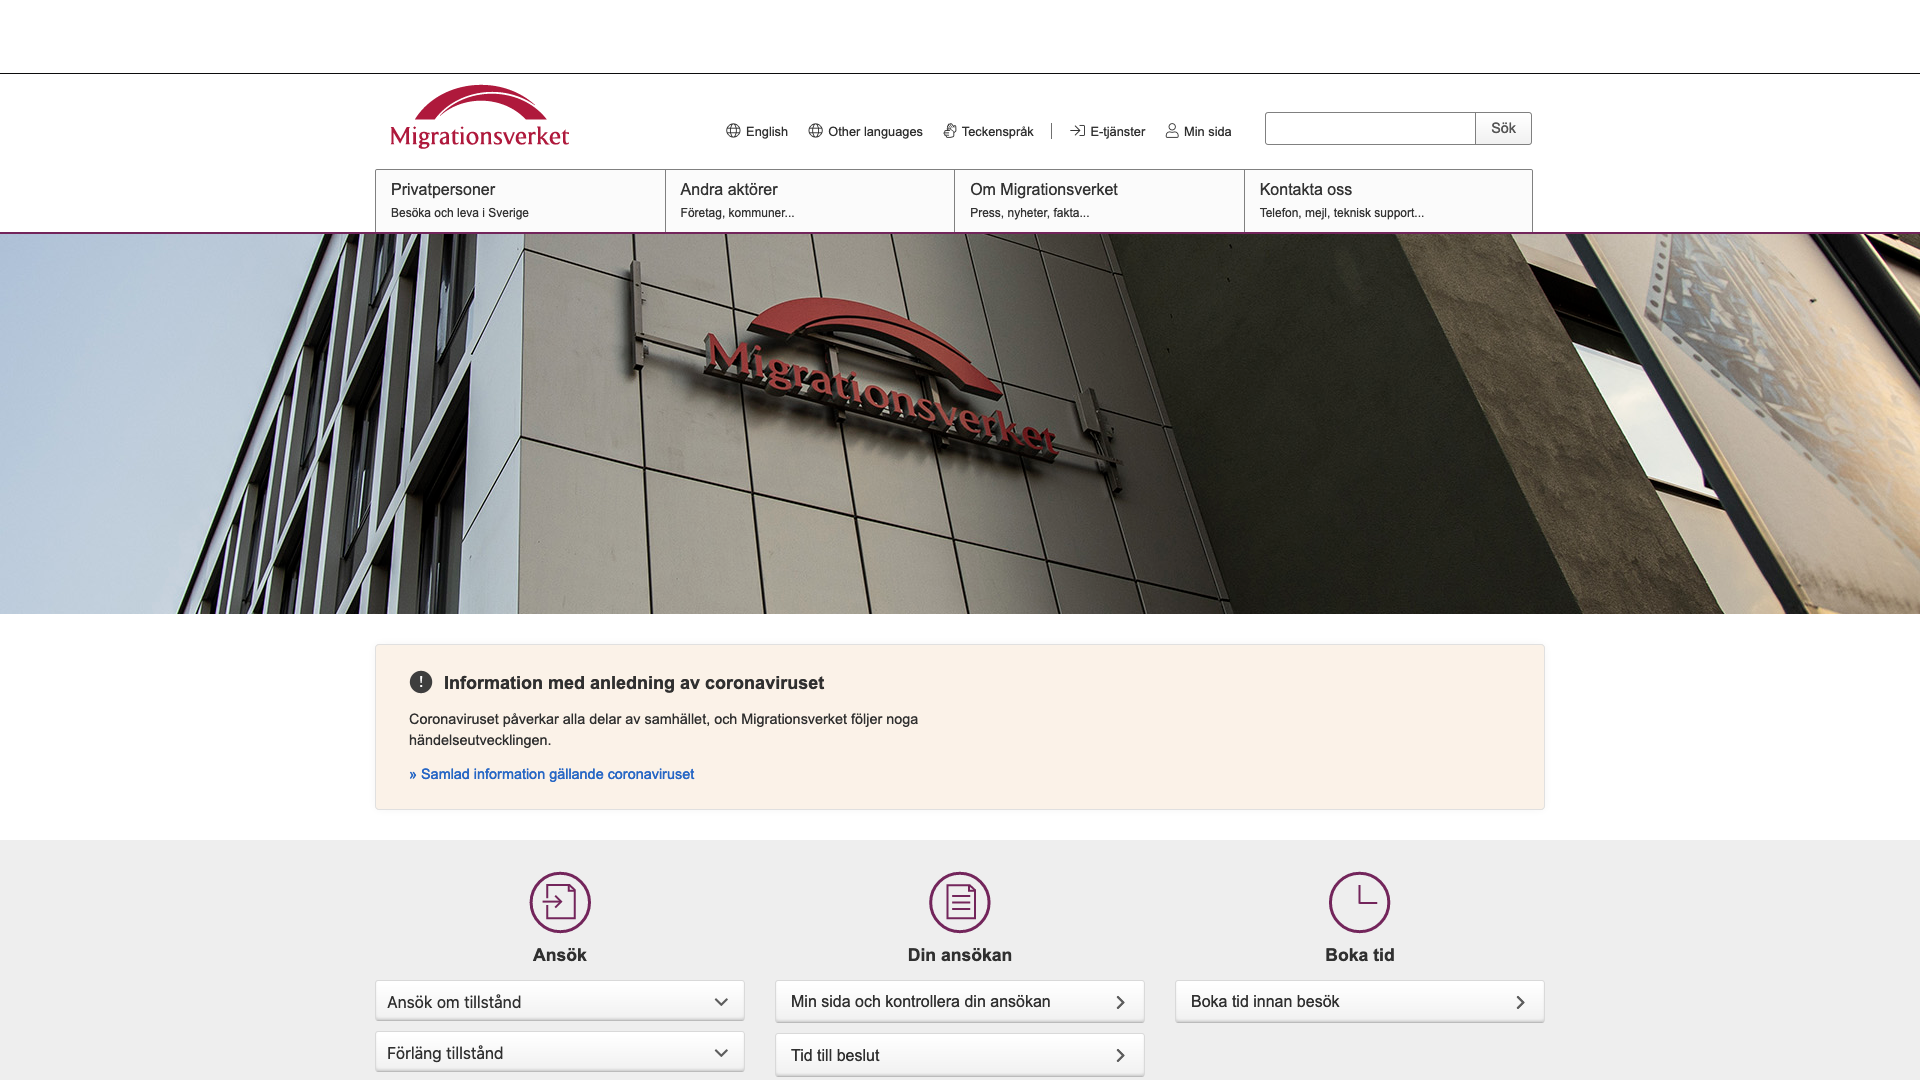 Migrationsverket
English
Other languages
Teckenspråk
E-tjänster
Min sida
Sök
Privatpersoner
Besöka och leva i Sverige
Andra aktörer
Företag, kommuner...
Om Migrationsverket
Press, nyheter, fakta...
Kontakta oss
Telefon, mejl, teknisk support...
Migrationsverket
Information med anledning av coronaviruset
Coronaviruset påverkar alla delar av samhället, och Migrationsverket följer noga
händelseutvecklingen.
» Samlad information gällande coronaviruset
Ansök
Ansök om tillstånd
Förläng tillstånd
Din ansökan
Min sida och kontrollera din ansökan
Tid till beslut
Boka tid
Boka tid innan besök